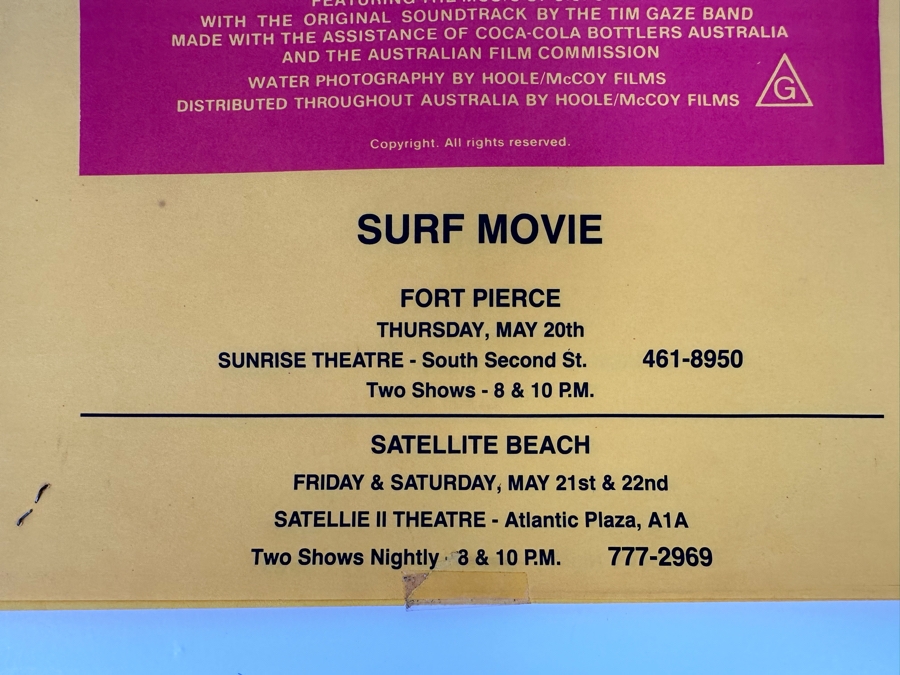 FEATURING THE MUSIC OF
WITH THE ORIGINAL SOUNDTRACK BY THE TIM GAZE BAND
MADE WITH THE ASSISTANCE OF COCA-COLA BOTTLERS AUSTRALIA
AND THE AUSTRALIAN FILM COMMISSION
WATER PHOTOGRAPHY BY HOOLE/McCOY FILMS
DISTRIBUTED THROUGHOUT AUSTRALIA BY HOOLE/McCOY FILMS
G
Copyright. All rights reserved.
SURF MOVIE
FORT PIERCE
THURSDAY, MAY 20th
SUNRISE THEATRE - South Second St. 461-8950
Two Shows - 8 & 10 P.M.
SATELLITE BEACH
FRIDAY & SATURDAY, MAY 21st & 22nd
SATELLIE II THEATRE - Atlantic Plaza, A1A
Two Shows Nightly - 8 & 10 P.M. 777-2969